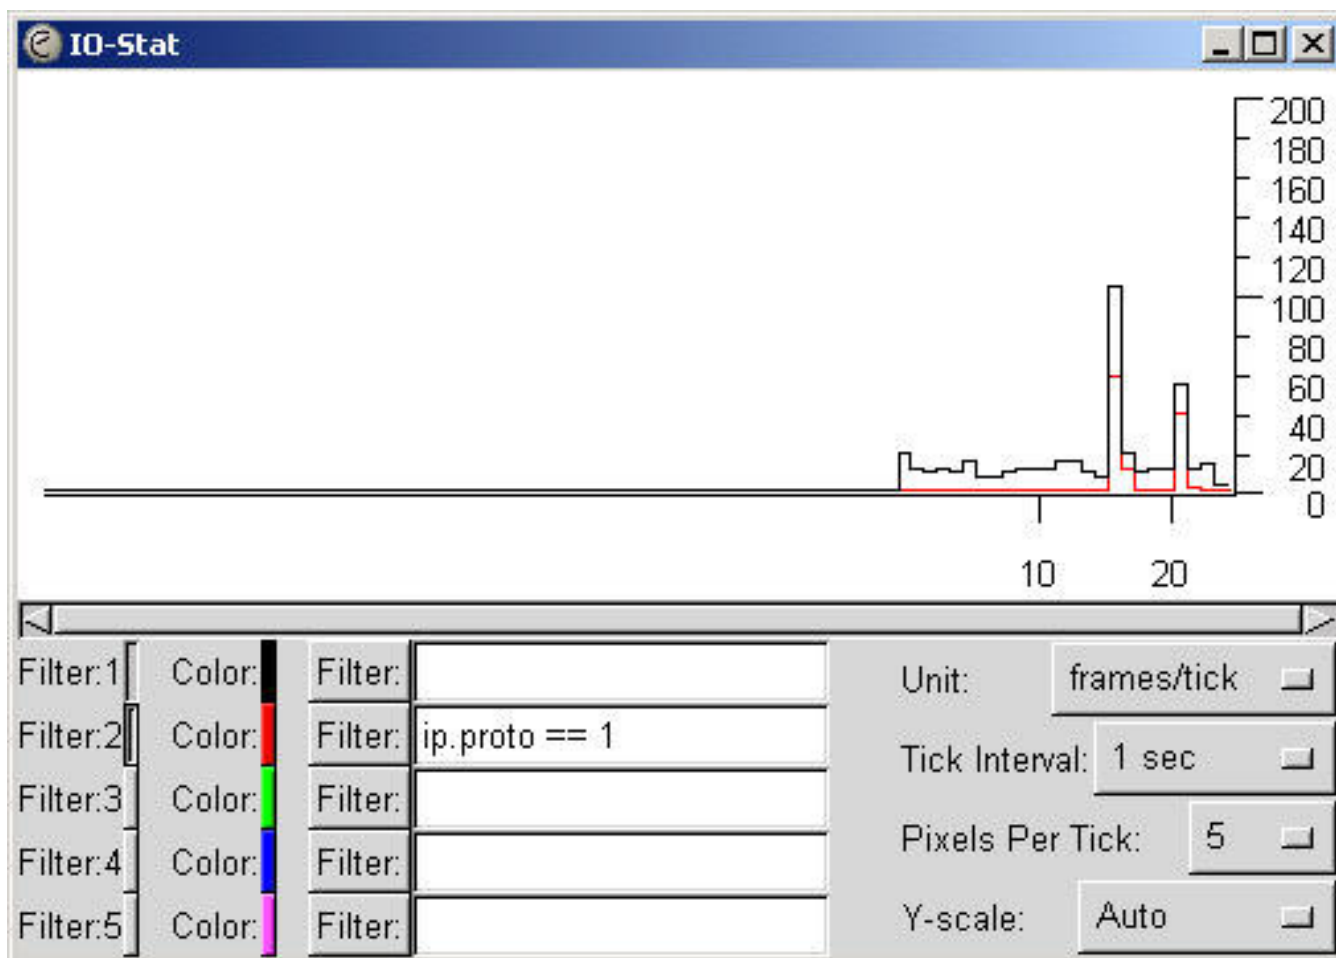 IO-Stat
200
180
160
140
120
100
80
60
40
20
0
10 20
Filter:1 Color: Filter: Unit: frames/tick
Filter:2 Color: Filter: ip.proto == 1 Tick Interval: 1 sec
Filter:3 Color: Filter: Pixels Per Tick: 5
Filter:4 Color: Filter:
Filter:5 Color: Filter: Y-scale: Auto